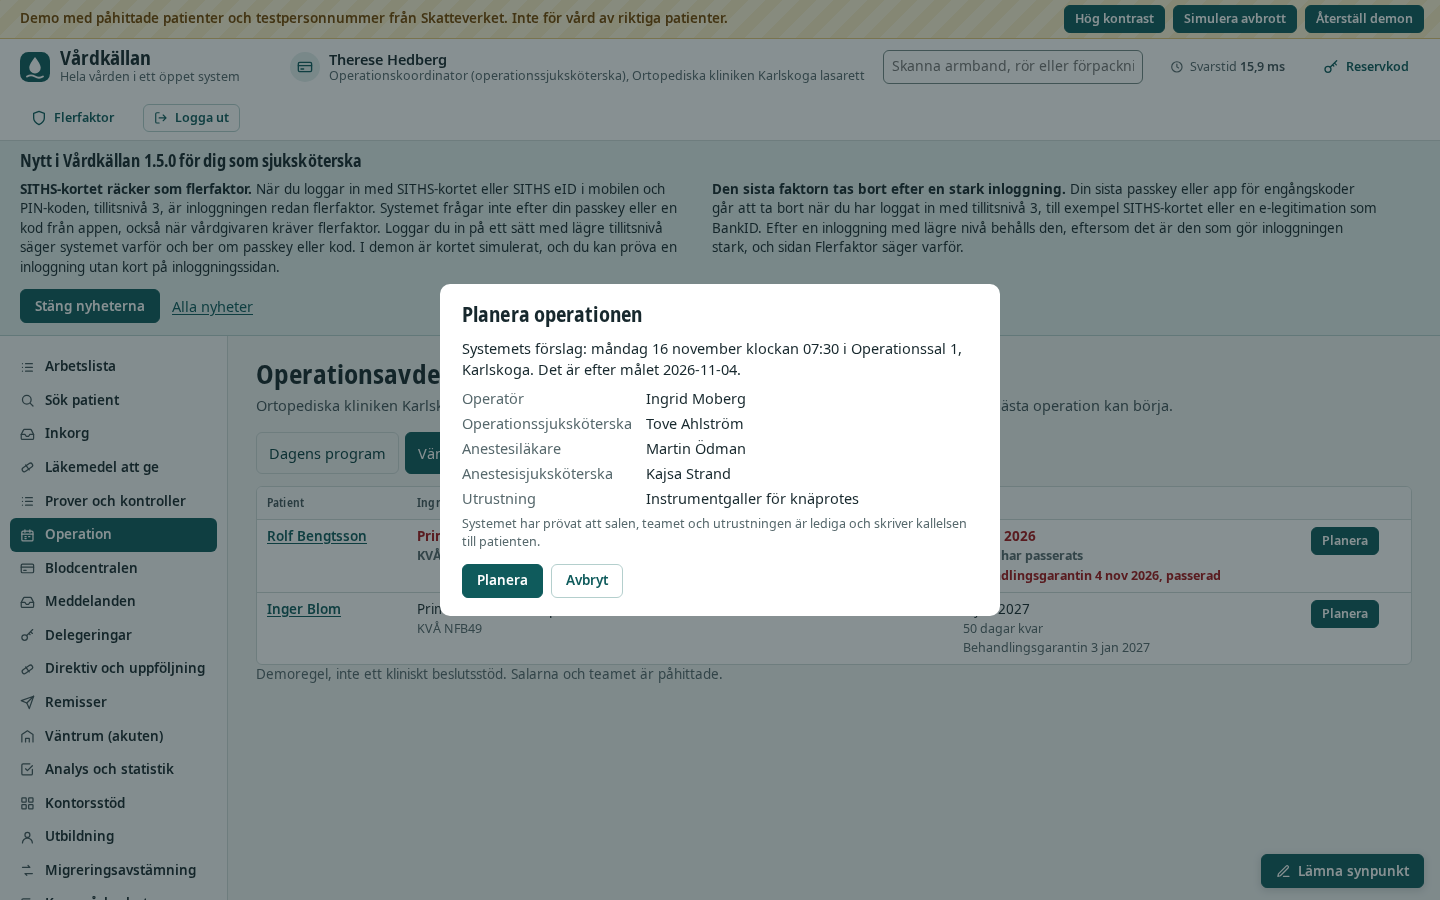 Demo med påhittade patienter och testpersonnummer från Skatteverket. Inte för vård av riktiga patienter.
Hög kontrast
Simulera avbrott
Återställ demon
Vårdkällan
Hela vården i ett öppet system
Therese Hedberg
Operationskoordinator (operationssjuksköterska), Ortopediska kliniken Karlskoga lasarett
Skanna armband, rör eller förpackni
Svarstid 15,9 ms
Reservkod
Flerfaktor
Logga ut
Nytt i Vårdkällan 1.5.0 för dig som sjuksköterska
SITHS-kortet räcker som flerfaktor. När du loggar in med SITHS-kortet eller SITHS eID i mobilen och
PIN-koden, tillitsnivå 3, är inloggningen redan flerfaktor. Systemet frågar inte efter din passkey eller en
kod från appen, också när vårdgivaren kräver flerfaktor. Loggar du in på ett sätt med lägre tillitsnivå
säger systemet varför och ber om passkey eller kod. I demon är kortet simulerat, och du kan pröva en
inloggning utan kort på inloggningssidan.
Den sista faktorn tas bort efter en stark inloggning. Din sista passkey eller app för engångskoder
går att ta bort när du har loggat in med tillitsnivå 3, till exempel SITHS-kortet eller en e-legitimation som
BankID. Efter en inloggning med lägre nivå behålls den, eftersom det är den som gör inloggningen
stark, och sidan Flerfaktor säger varför.
Stäng nyheterna
Alla nyheter
Arbetslista
Sök patient
Inkorg
Läkemedel att ge
Prover och kontroller
Operation
Blodcentralen
Meddelanden
Delegeringar
Direktiv och uppföljning
Remisser
Väntrum (akuten)
Analys och statistik
Kontorsstöd
Utbildning
Migreringsavstämning
Operationsavde
Ortopediska kliniken Karlsk
ästa operation kan börja.
Dagens program
Vän
Patient
Ingr
Rolf Bengtsson
Prim
2026
KVÅ
har passerats
dlingsgarantin 4 nov 2026, passerad
Planera
Inger Blom
Prim
2027
KVÅ NFB49
50 dagar kvar
Behandlingsgarantin 3 jan 2027
Planera
Demoregel, inte ett kliniskt beslutsstöd. Salarna och teamet är påhittade.
Planera operationen
Systemets förslag: måndag 16 november klockan 07:30 i Operationssal 1,
Karlskoga. Det är efter målet 2026-11-04.
Operatör Ingrid Moberg
Operationssjuksköterska Tove Ahlström
Anestesiläkare Martin Ödman
Anestesisjuksköterska Kajsa Strand
Utrustning Instrumentgaller för knäprotes
Systemet har prövat att salen, teamet och utrustningen är lediga och skriver kallelsen
till patienten.
Planera
Avbryt
Lämna synpunkt